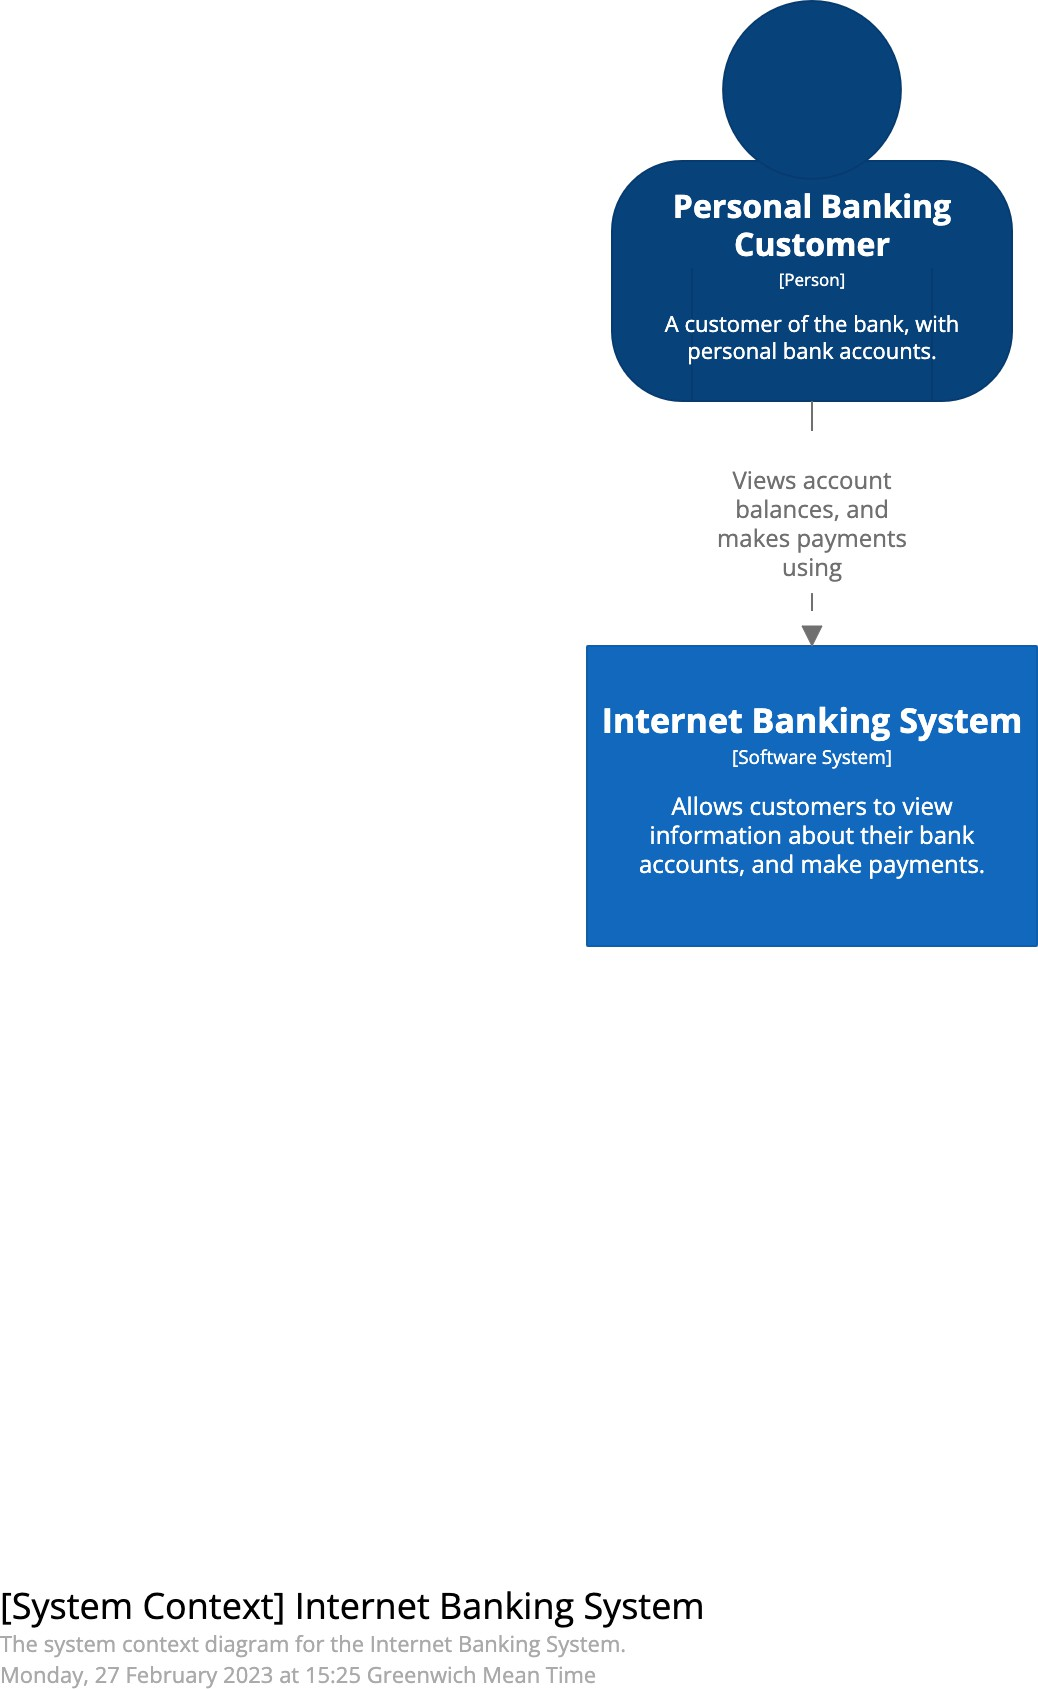 Personal Banking
Customer
[Person]
A customer of the bank, with
personal bank accounts.
Views account
balances, and
makes payments
using
Internet Banking System
[Software System]
Allows customers to view
information about their bank
accounts, and make payments.
[System Context] Internet Banking System
The system context diagram for the Internet Banking System.
Monday, 27 February 2023 at 15:25 Greenwich Mean Time